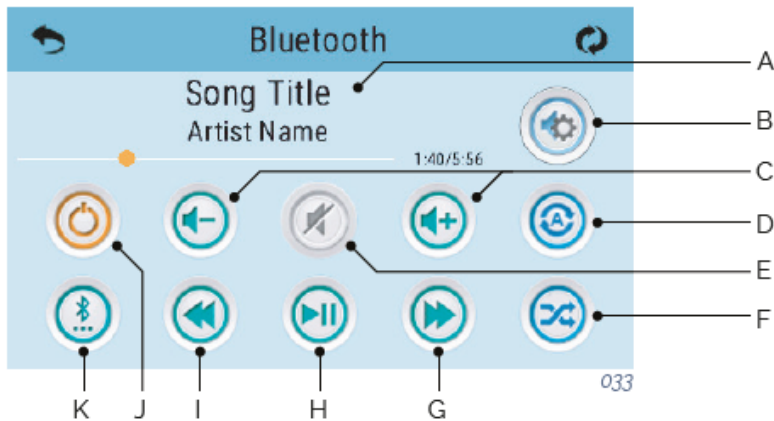 Bluetooth
A
Song Title
Artist Name
B
1:40/5:56
C
A
D
E
F
033
K
J
I
H
G